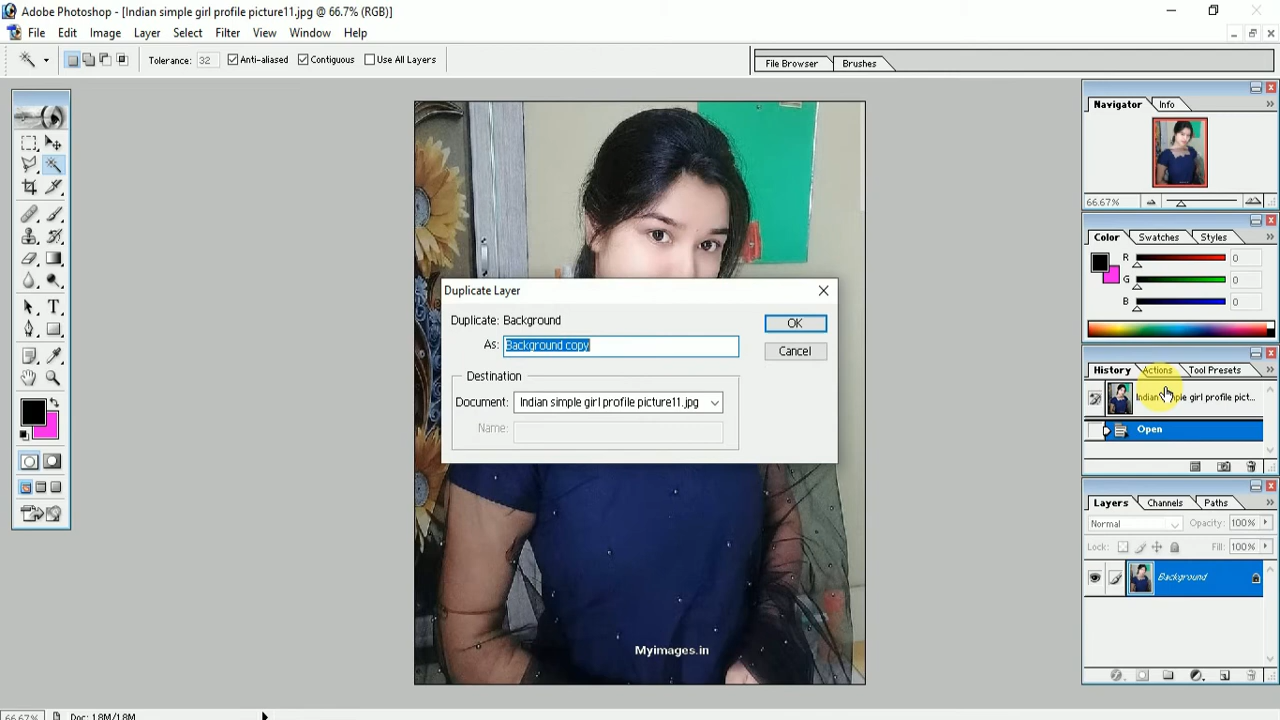 Adobe Photoshop - [Indian simple girl profile picture11.jpg @ 66.7% (RGB)]
File Edit Image Layer Select Filter View Window Help
Tolerance: 32 Anti-aliased Contiguous Use All Layers
File Browser Brushes
Navigator Info
66.67%
Color Swatches Styles
R 0
G 0
B 0
Duplicate Layer
Duplicate: Background
As: Background copy
OK
Cancel
Destination
Document: Indian simple girl profile picture11.jpg
Name:
History Actions Tool Presets
Indian simple girl profile pict...
Open
Layers Channels Paths
Normal Opacity: 100%
Lock: Fill: 100%
Background
T
Myimages.in
66.67% Doc: 1.8M/1.8M